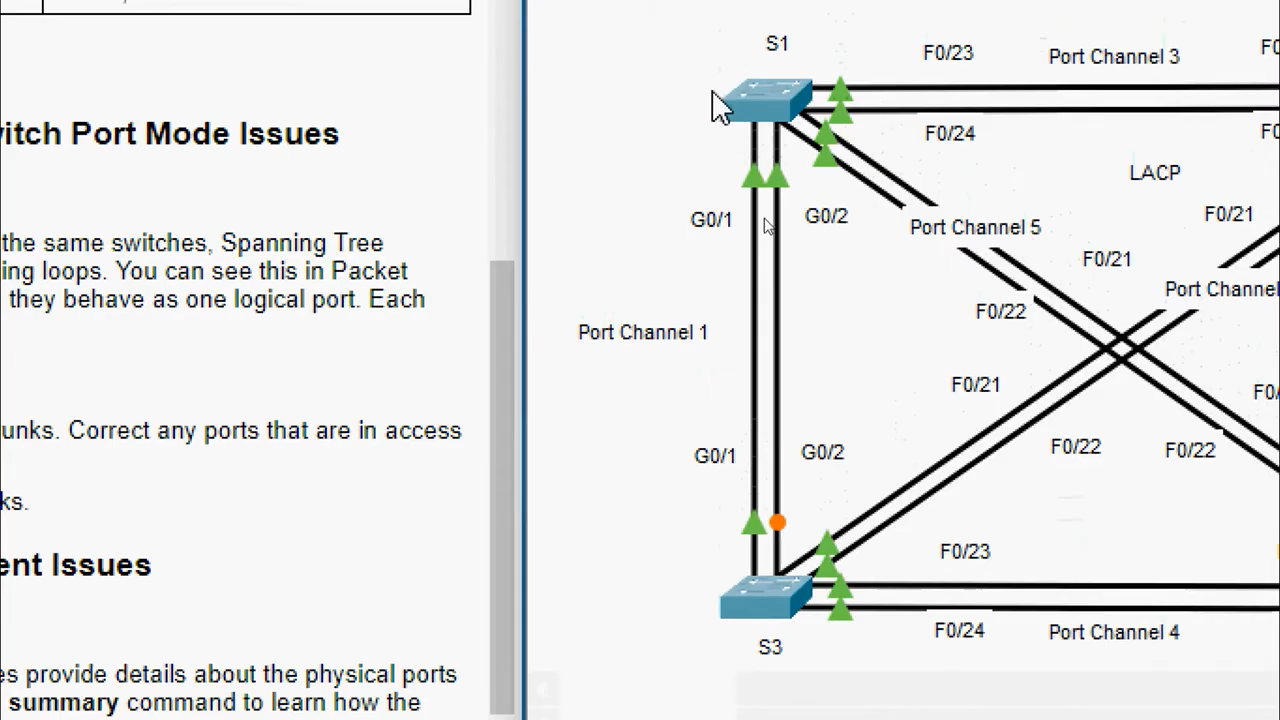 witch Port Mode Issues
the same switches, Spanning Tree
ing loops. You can see this in Packet
they behave as one logical port. Each
unks. Correct any ports that are in access
ks.
ent Issues
es provide details about the physical ports
summary command to learn how the
S1
F0/23
Port Channel 3
F0
F0/24
F0
LACP
G0/1
G0/2
F0/21
Port Channel 5
F0/21
Port Channel
F0/22
Port Channel 1
F0/21
F0/
G0/1
G0/2
F0/22
F0/22
F0/23
F0/24
Port Channel 4
S3